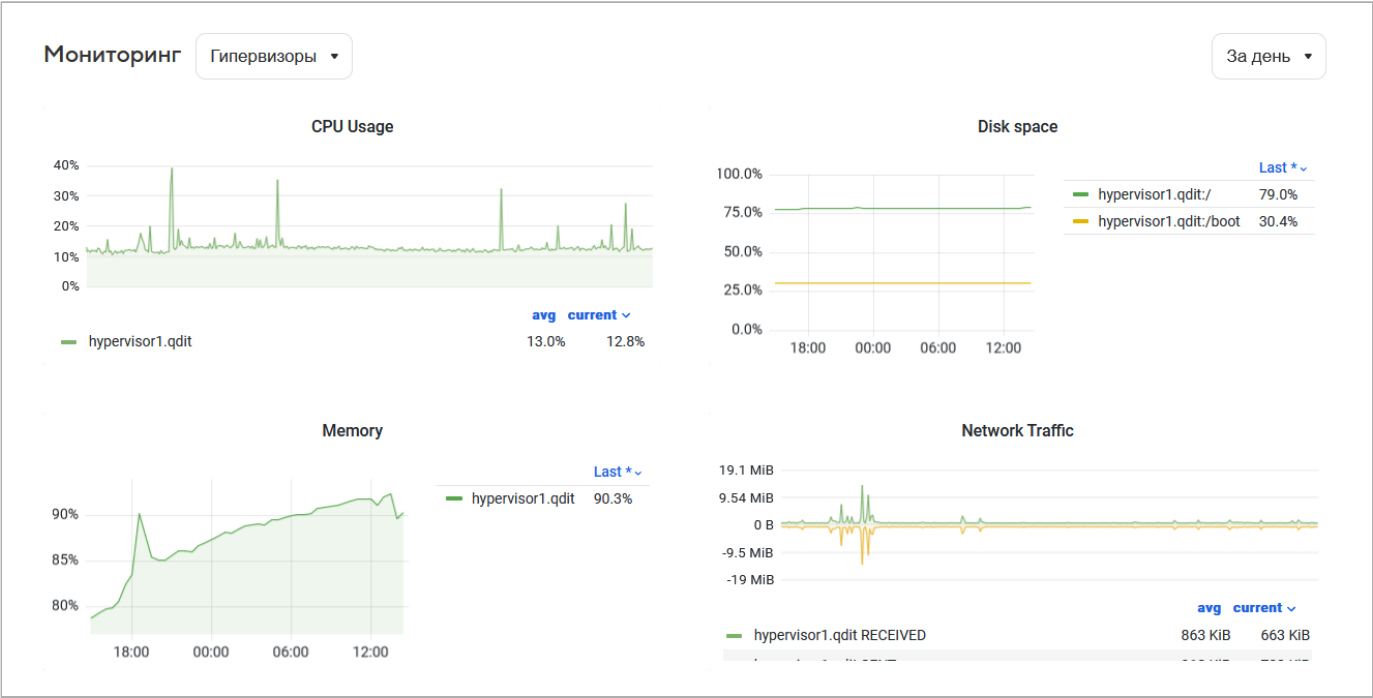 Мониторинг Гипервизоры За день
CPU Usage
40%
30%
20%
10%
0%
avg current
hypervisor1.qdit 13.0% 12.8%
Disk space
100.0%
75.0%
50.0%
25.0%
0.0%
18:00 00:00 06:00 12:00
Last *
hypervisor1.qdit:/ 79.0%
hypervisor1.qdit:/boot 30.4%
Memory
90%
85%
80%
18:00 00:00 06:00 12:00
Last *
hypervisor1.qdit 90.3%
Network Traffic
19.1 MiB
9.54 MiB
0 B
-9.5 MiB
-19 MiB
avg current
hypervisor1.qdit RECEIVED 863 KiB 663 KiB